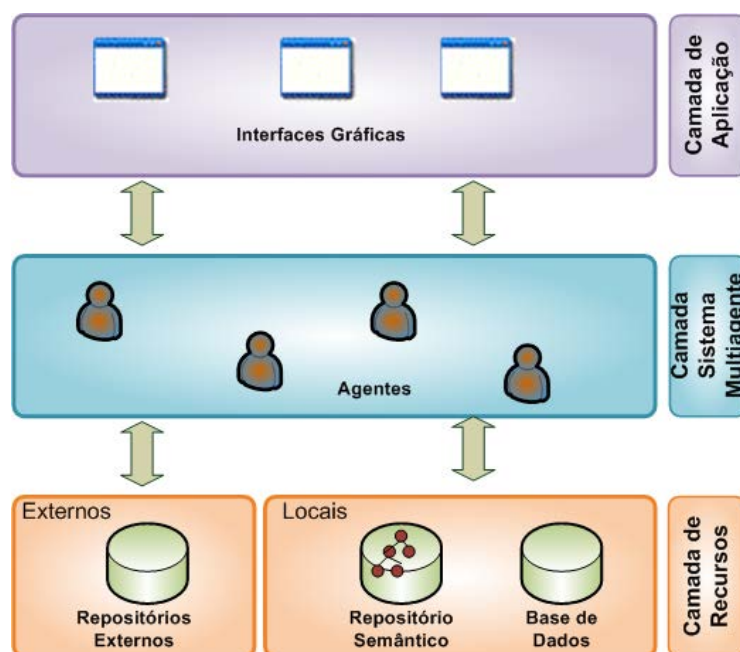 Interfaces Gráficas
Camada de
Aplicação
Agentes
Camada
Sistema
Multiagente
Externos
Repositórios
Externos
Locais
Repositório
Semântico
Base de
Dados
Camada de
Recursos